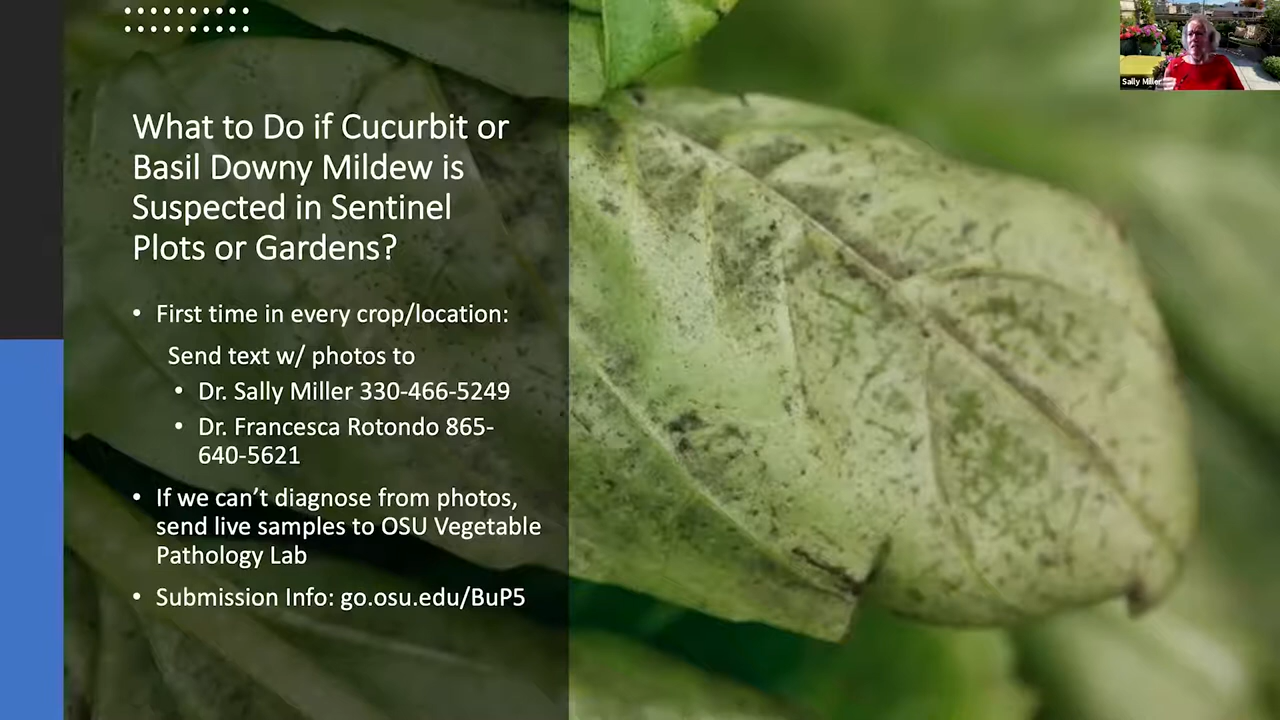 What to Do if Cucurbit or
Basil Downy Mildew is
Suspected in Sentinel
Plots or Gardens?
• First time in every crop/location:
Send text w/ photos to
• Dr. Sally Miller 330-466-5249
• Dr. Francesca Rotondo 865-
640-5621
• If we can’t diagnose from photos,
send live samples to OSU Vegetable
Pathology Lab
• Submission Info: go.osu.edu/BuP5
Sally Miller